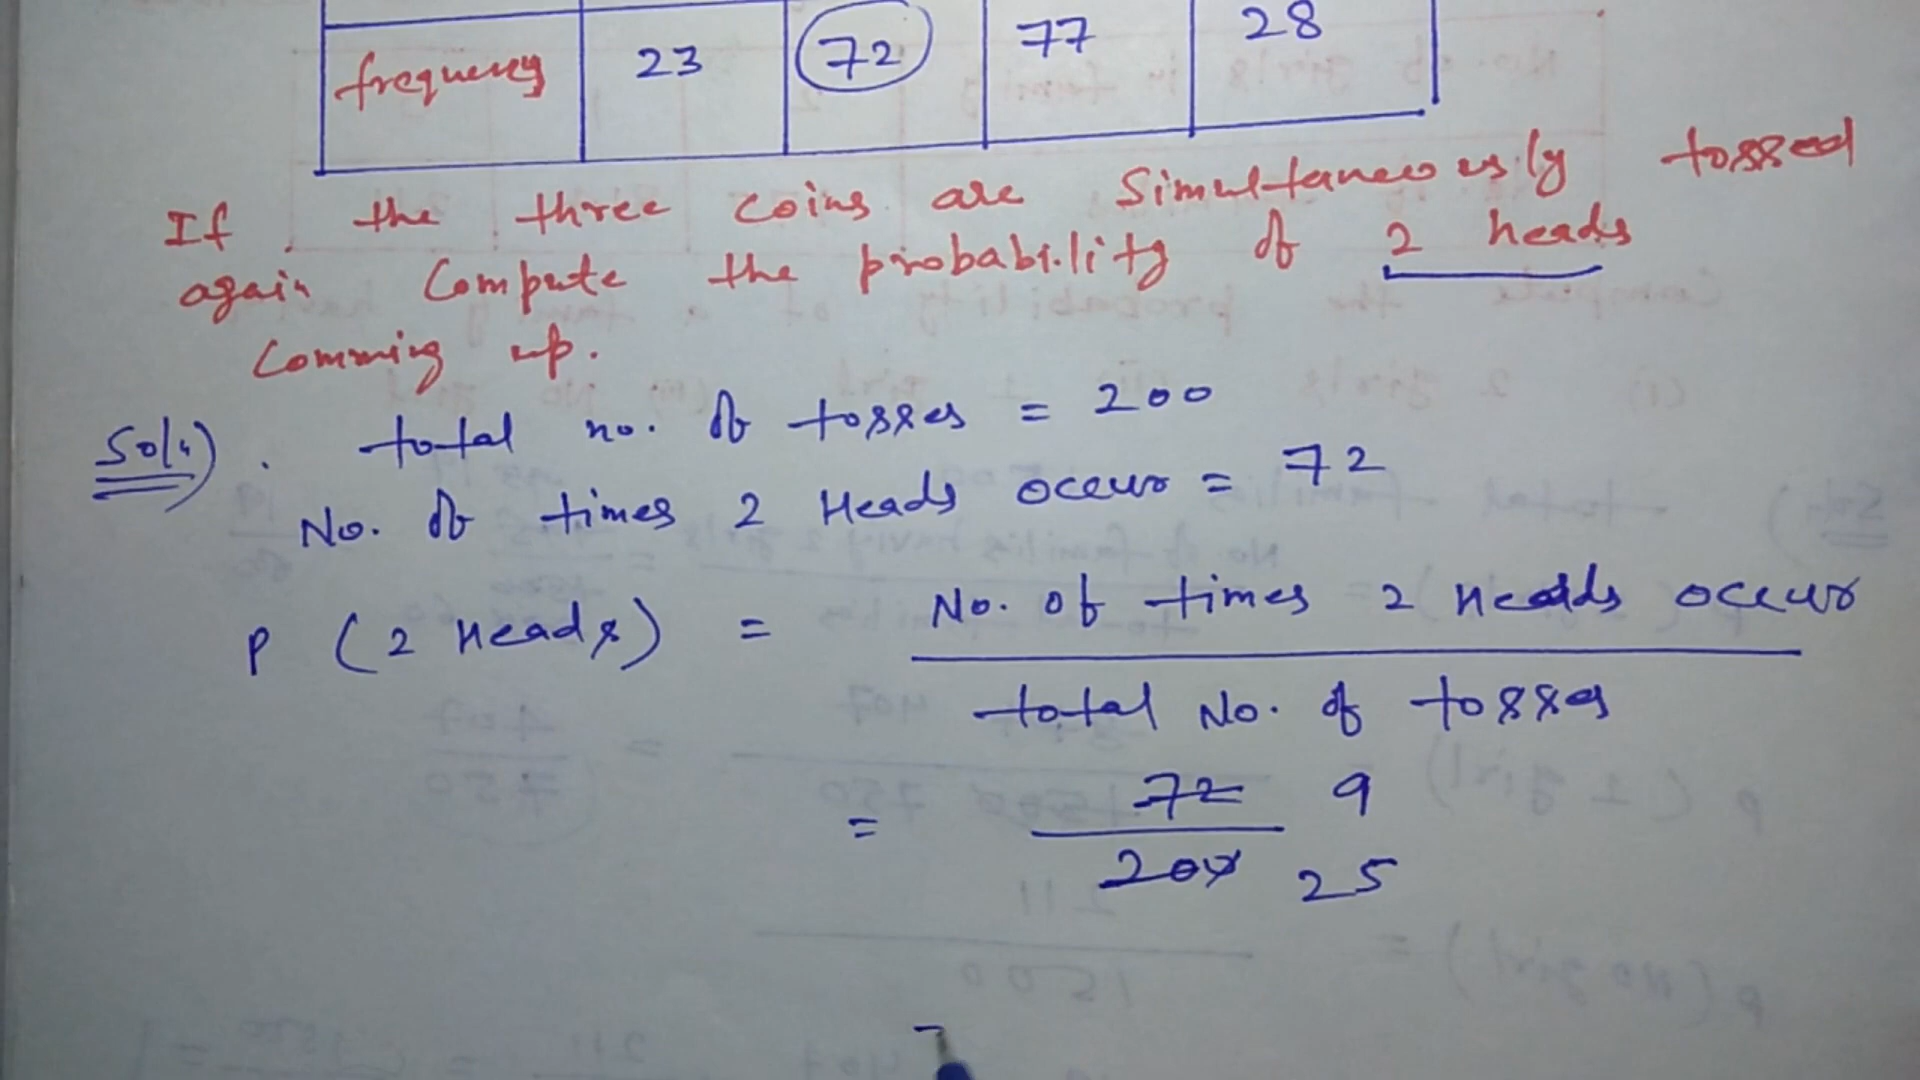 frequency 23 72 77 28
If the three coins are Simultaneously tossed
again Compute the probability of 2 heads
Comming up.
Soln) . total no. of tosses = 200
No. of times 2 Heads occur = 72
P (2 Heads) = No. of times 2 Heads occur
total No. of tosses
= 72 9
200 25